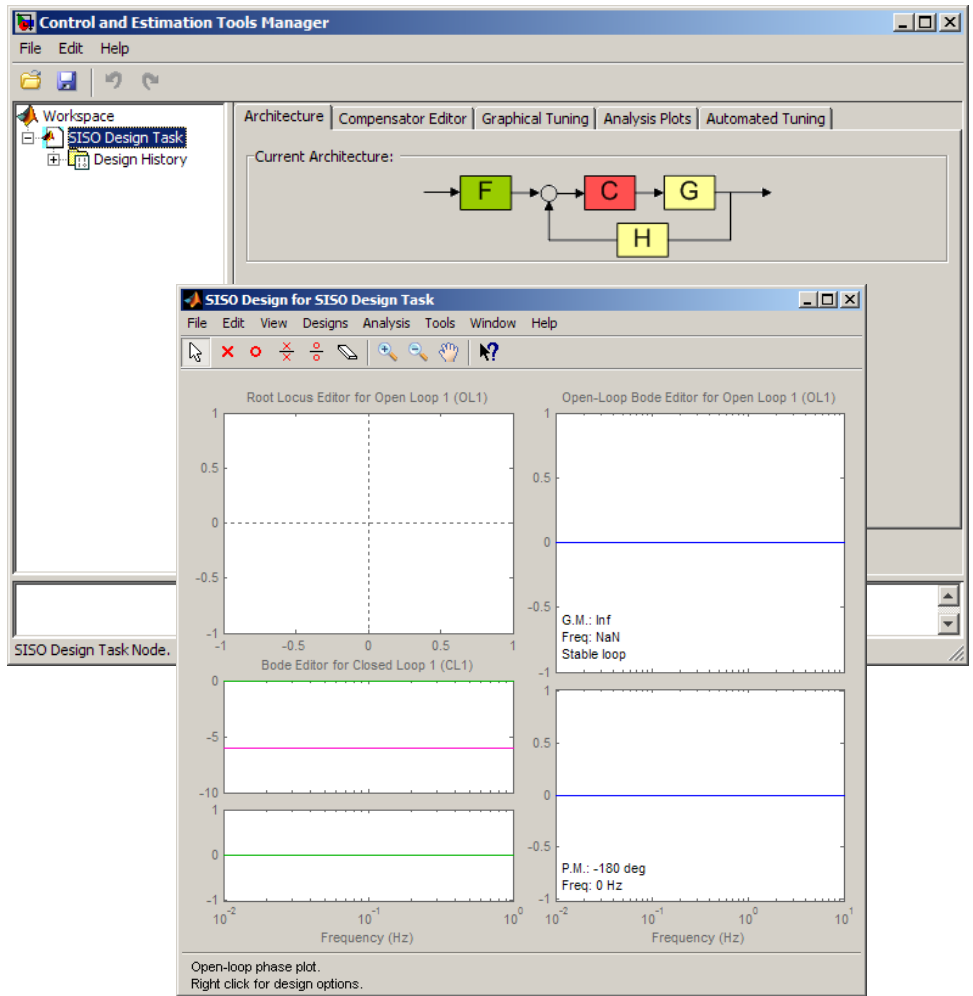 Control and Estimation Tools Manager
File Edit Help
Workspace
SISO Design Task
Design History
Architecture Compensator Editor Graphical Tuning Analysis Plots Automated Tuning
Current Architecture:
F C G
H
SISO Design Task Node.
SISO Design for SISO Design Task
File Edit View Designs Analysis Tools Window Help
Root Locus Editor for Open Loop 1 (OL1)
1
0.5
0
-0.5
-1
-1 -0.5 0 0.5 1
Bode Editor for Closed Loop 1 (CL1)
0
-5
-10
1
0
-1
10^-2 10^-1 10^0
Frequency (Hz)
Open-Loop Bode Editor for Open Loop 1 (OL1)
1
0.5
0
-0.5
-1
G.M.: Inf
Freq: NaN
Stable loop
1
0.5
0
-0.5
-1
P.M.: -180 deg
Freq: 0 Hz
10^-2 10^-1 10^0 10^1
Frequency (Hz)
Open-loop phase plot.
Right click for design options.